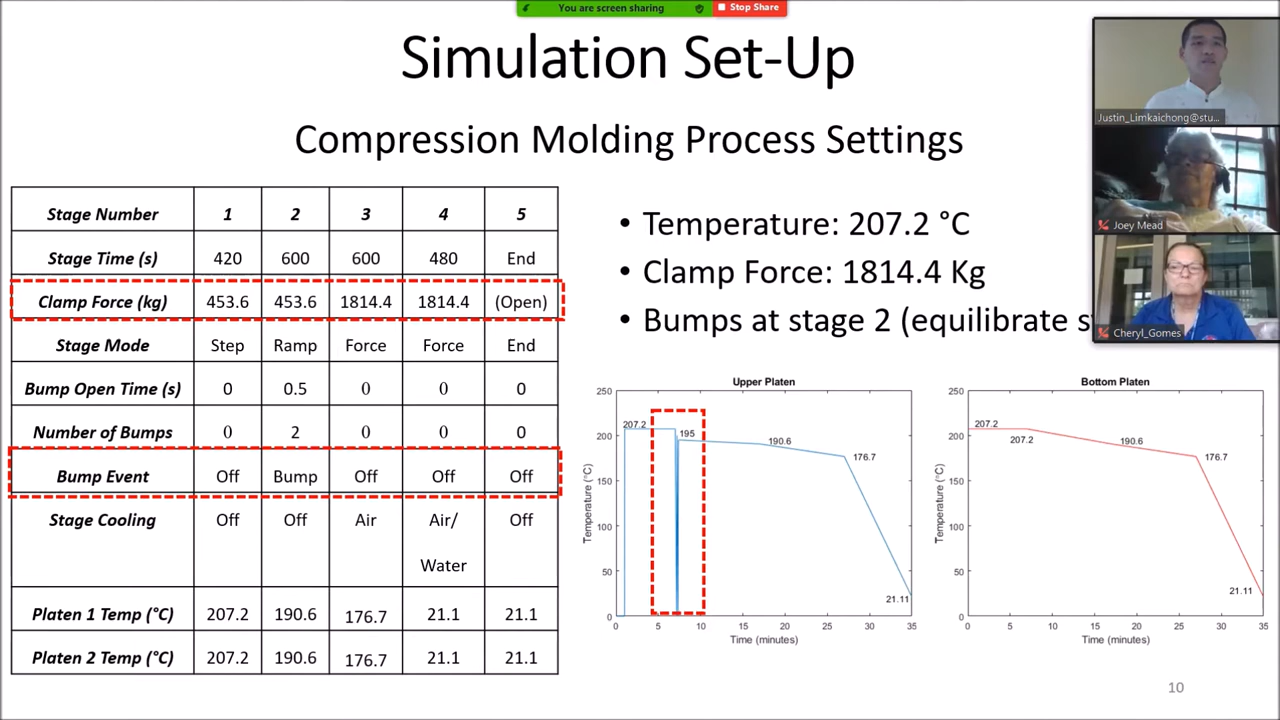 You are screen sharing
Stop Share
Simulation Set-Up
Compression Molding Process Settings
Stage Number 1 2 3 4 5
Stage Time (s) 420 600 600 480 End
Clamp Force (kg) 453.6 453.6 1814.4 1814.4 (Open)
Stage Mode Step Ramp Force Force End
Bump Open Time (s) 0 0.5 0 0 0
Number of Bumps 0 2 0 0 0
Bump Event Off Bump Off Off Off
Stage Cooling Off Off Air Air/ Off
Water
Platen 1 Temp (°C) 207.2 190.6 176.7 21.1 21.1
Platen 2 Temp (°C) 207.2 190.6 176.7 21.1 21.1
• Temperature: 207.2 °C
• Clamp Force: 1814.4 Kg
• Bumps at stage 2 (equilibrate s
Justin_Limkaichong@stu...
Joey Mead
Cheryl_Gomes
Upper Platen
250
200
150
100
50
0
Temperature (°C)
207.2
195
190.6
176.7
21.11
0 5 10 15 20 25 30 35
Time (minutes)
Bottom Platen
250
200
150
100
50
0
Temperature (°C)
207.2
207.2
190.6
176.7
21.11
0 5 10 15 20 25 30 35
Time (minutes)
10